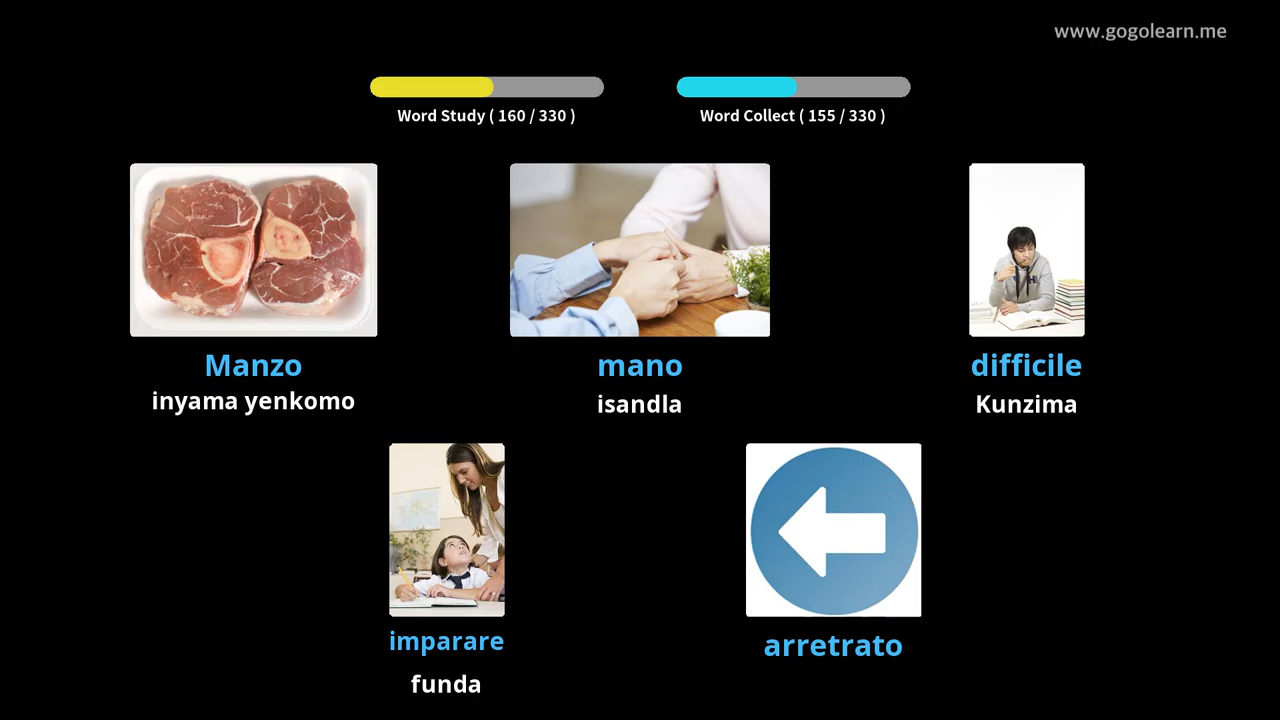 www.gogolearn.me
Word Study ( 160 / 330 )
Word Collect ( 155 / 330 )
Manzo
inyama yenkomo
mano
isandla
difficile
Kunzima
imparare
funda
arretrato